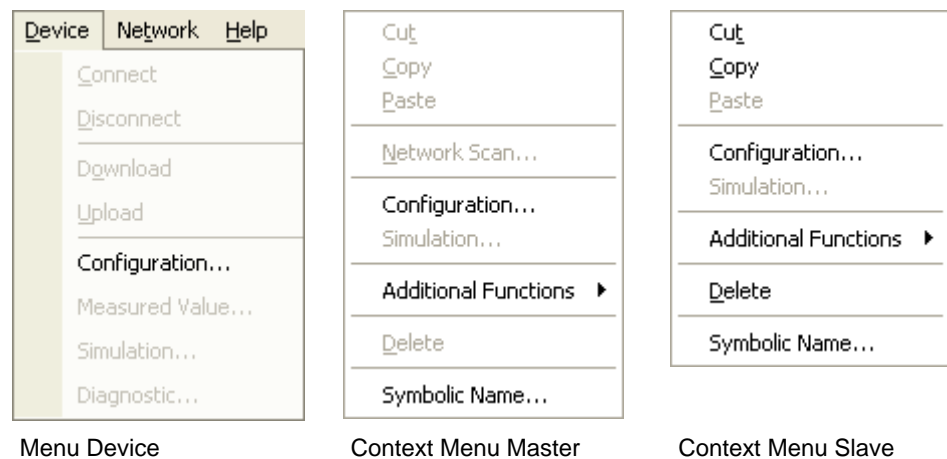 Device Network Help
Connect
Disconnect
Download
Upload
Configuration...
Measured Value...
Simulation...
Diagnostic...
Menu Device
Cut
Copy
Paste
Network Scan...
Configuration...
Simulation...
Additional Functions
Delete
Symbolic Name...
Context Menu Master
Cut
Copy
Paste
Configuration...
Simulation...
Additional Functions
Delete
Symbolic Name...
Context Menu Slave